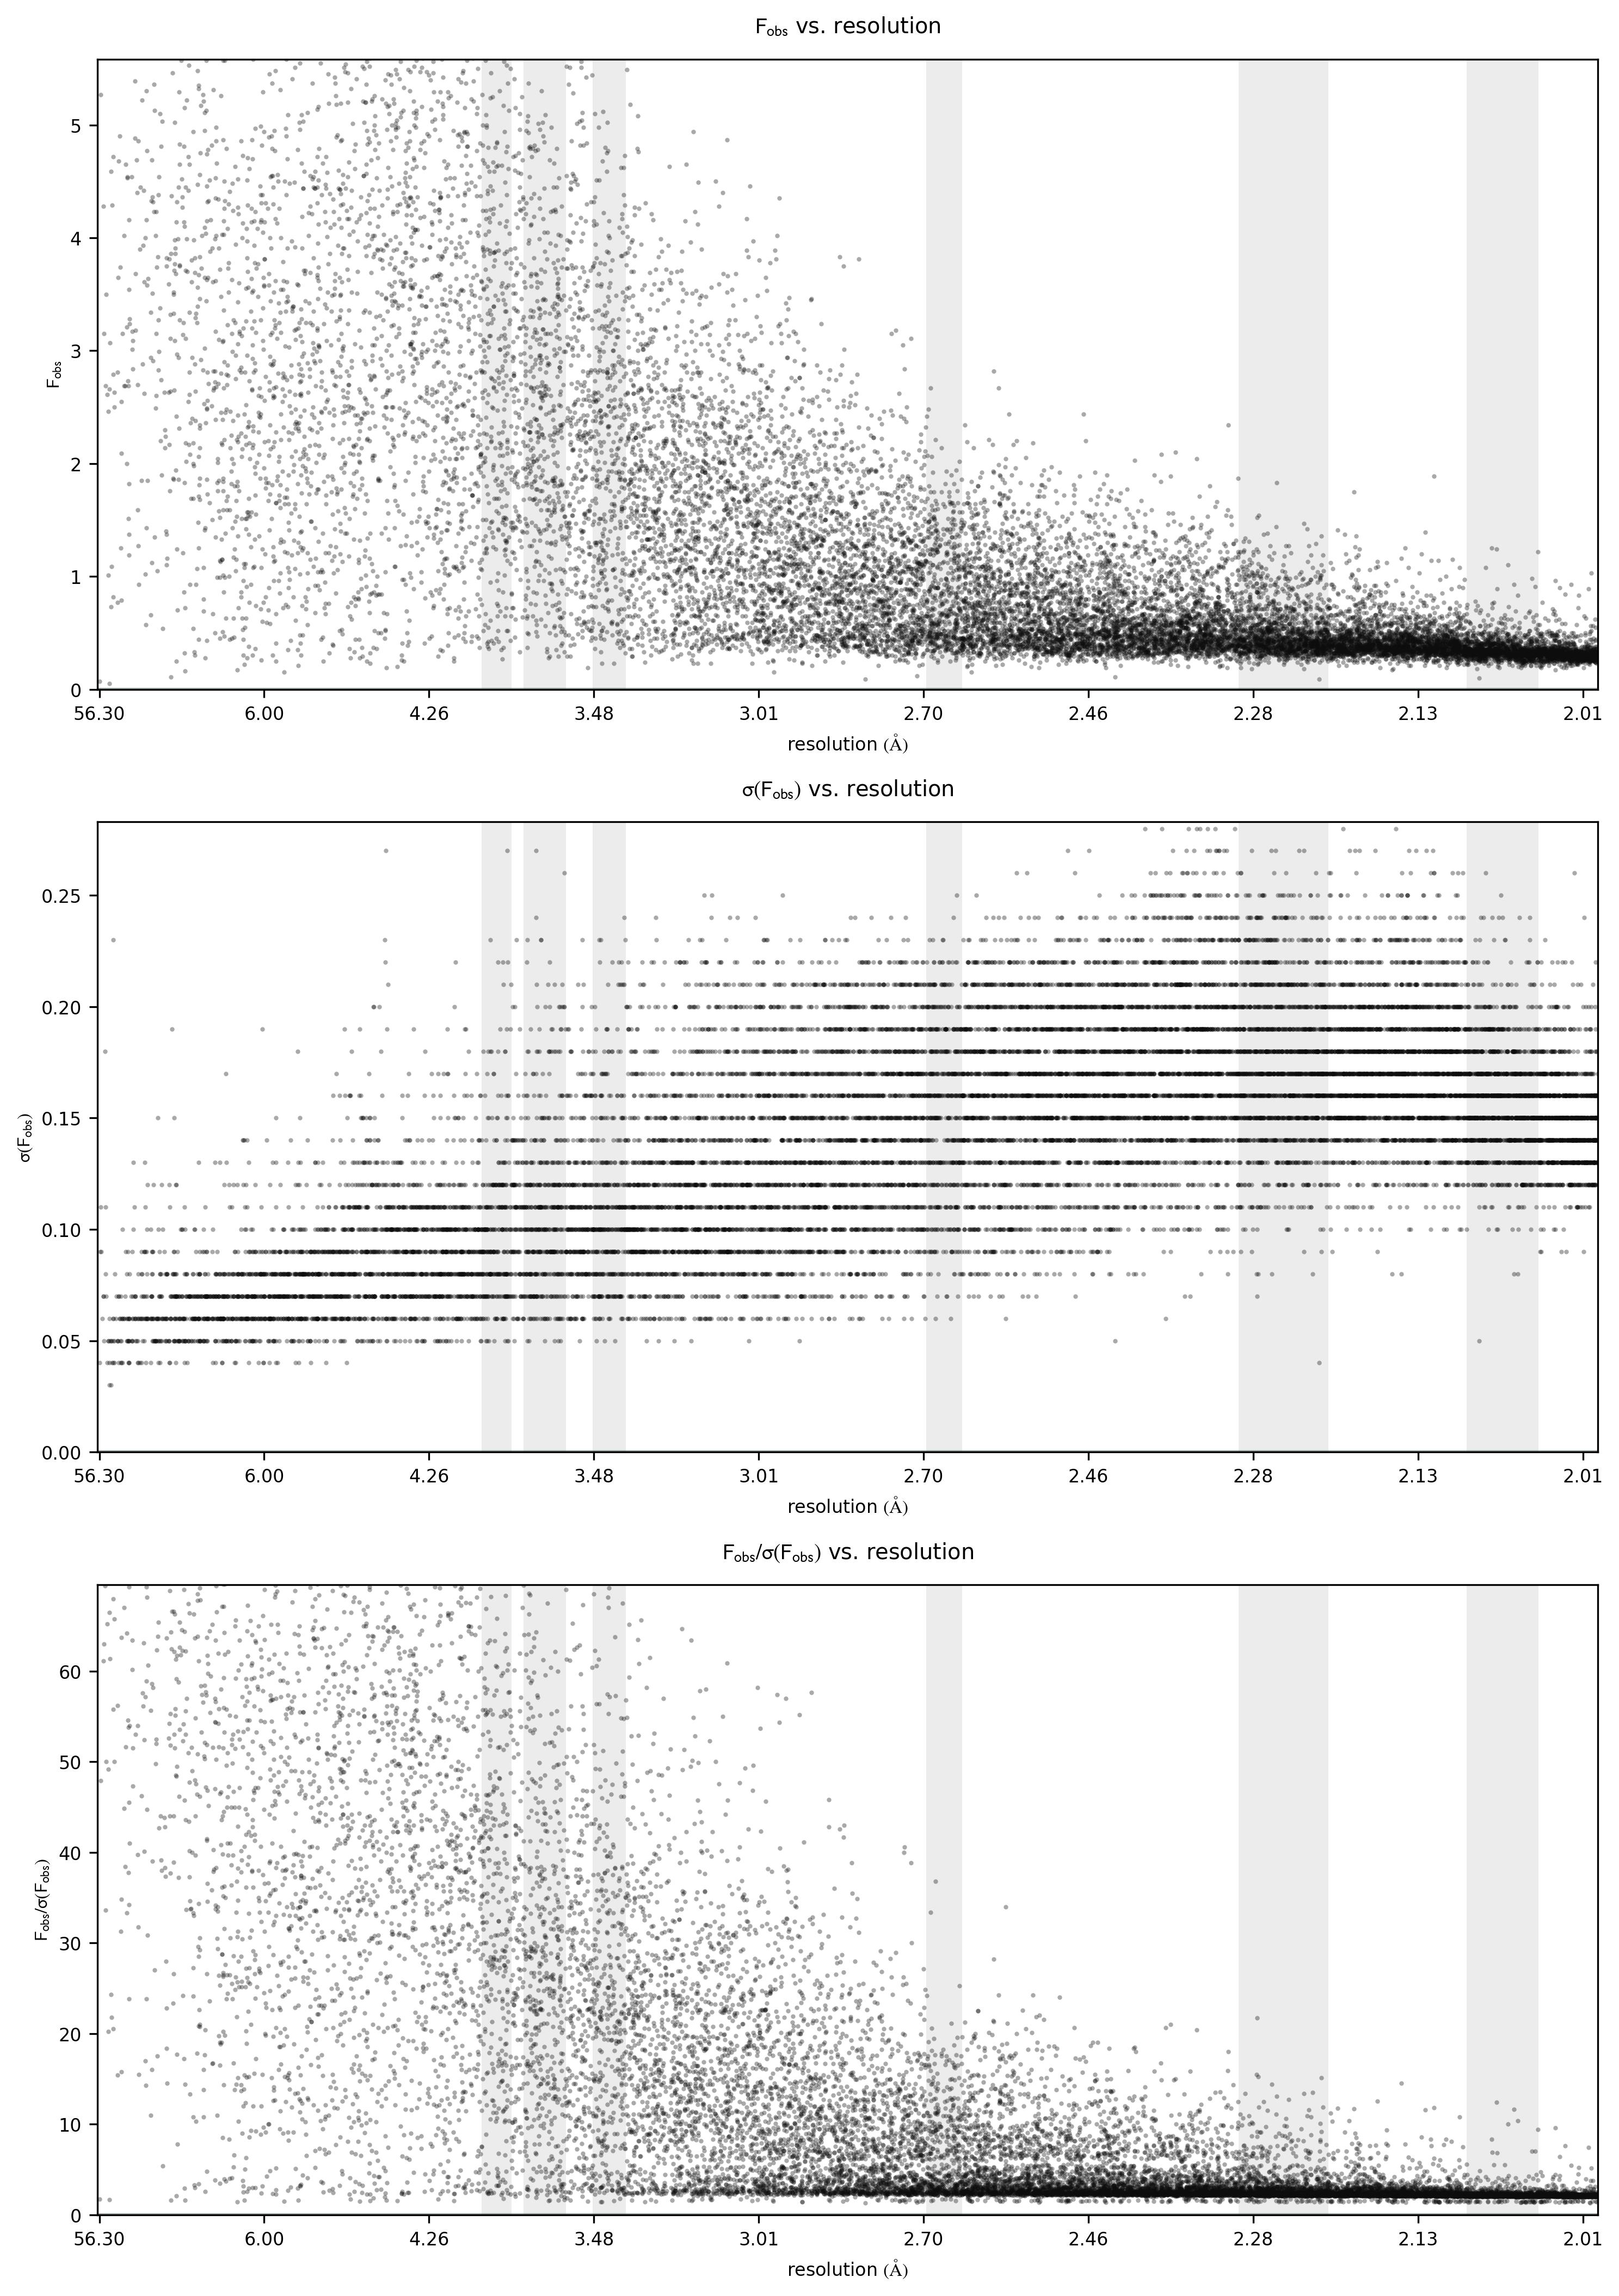 Fobs vs. resolution
5
4
3
2
1
0
Fobs
56.30 6.00 4.26 3.48 3.01 2.70 2.46 2.28 2.13 2.01
resolution (Å)
σ(Fobs) vs. resolution
0.25
0.20
0.15
0.10
0.05
0.00
σ(Fobs)
56.30 6.00 4.26 3.48 3.01 2.70 2.46 2.28 2.13 2.01
resolution (Å)
Fobs/σ(Fobs) vs. resolution
60
50
40
30
20
10
0
Fobs/σ(Fobs)
56.30 6.00 4.26 3.48 3.01 2.70 2.46 2.28 2.13 2.01
resolution (Å)